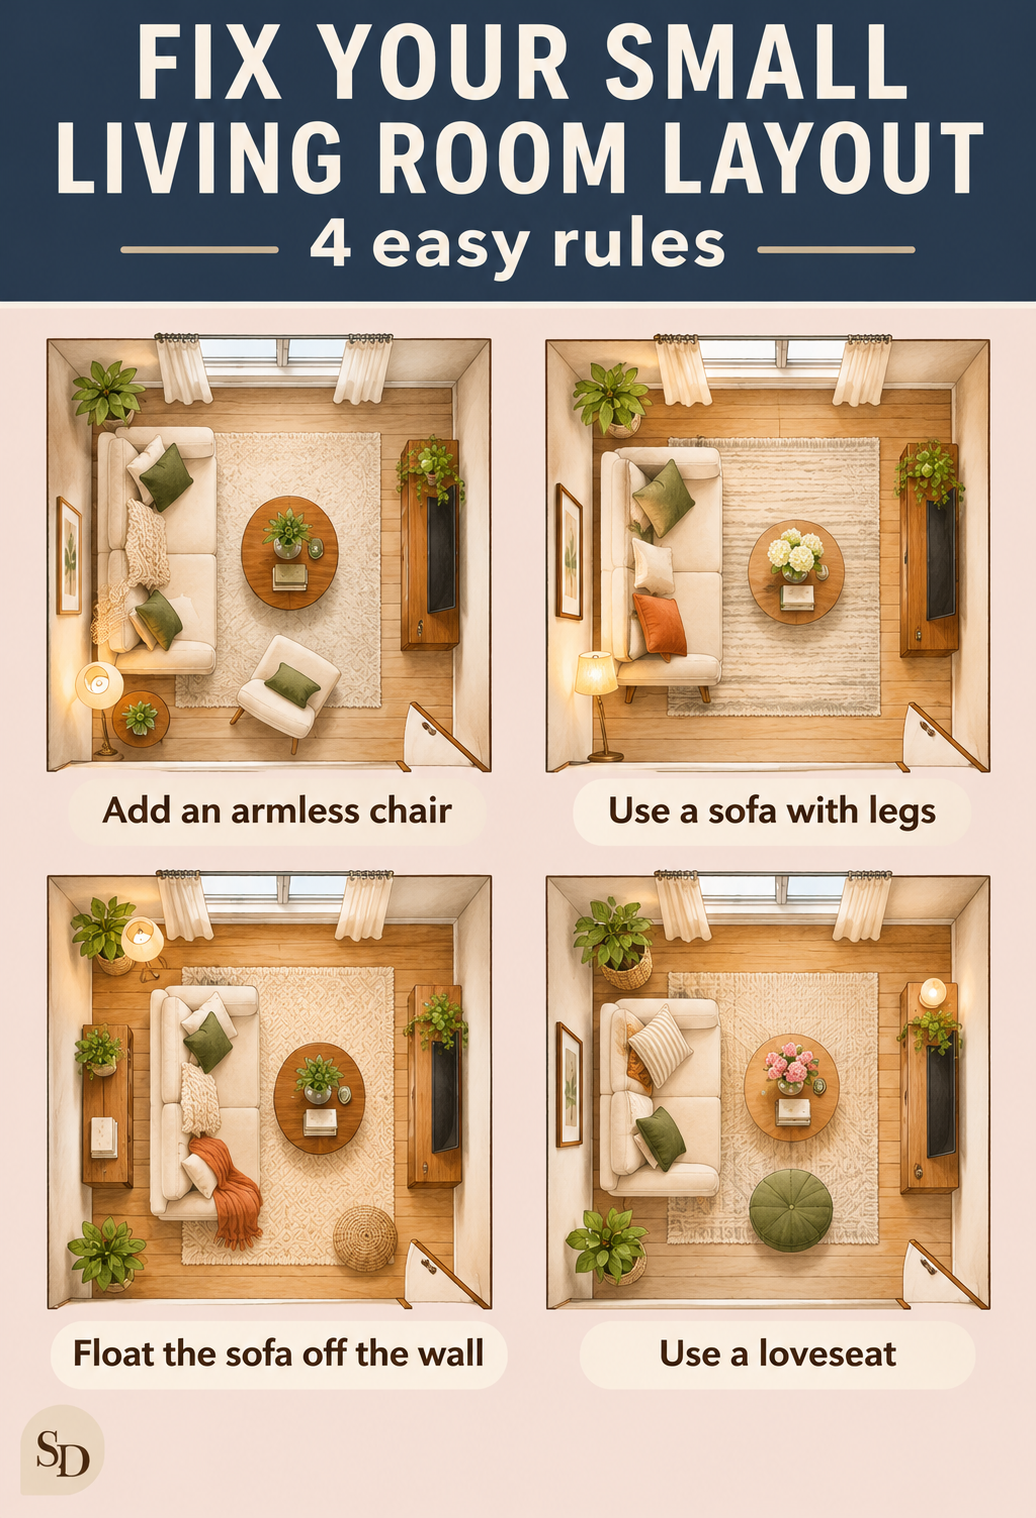 FIX YOUR SMALL
LIVING ROOM LAYOUT
4 easy rules
Add an armless chair
Use a sofa with legs
Float the sofa off the wall
Use a loveseat
SD